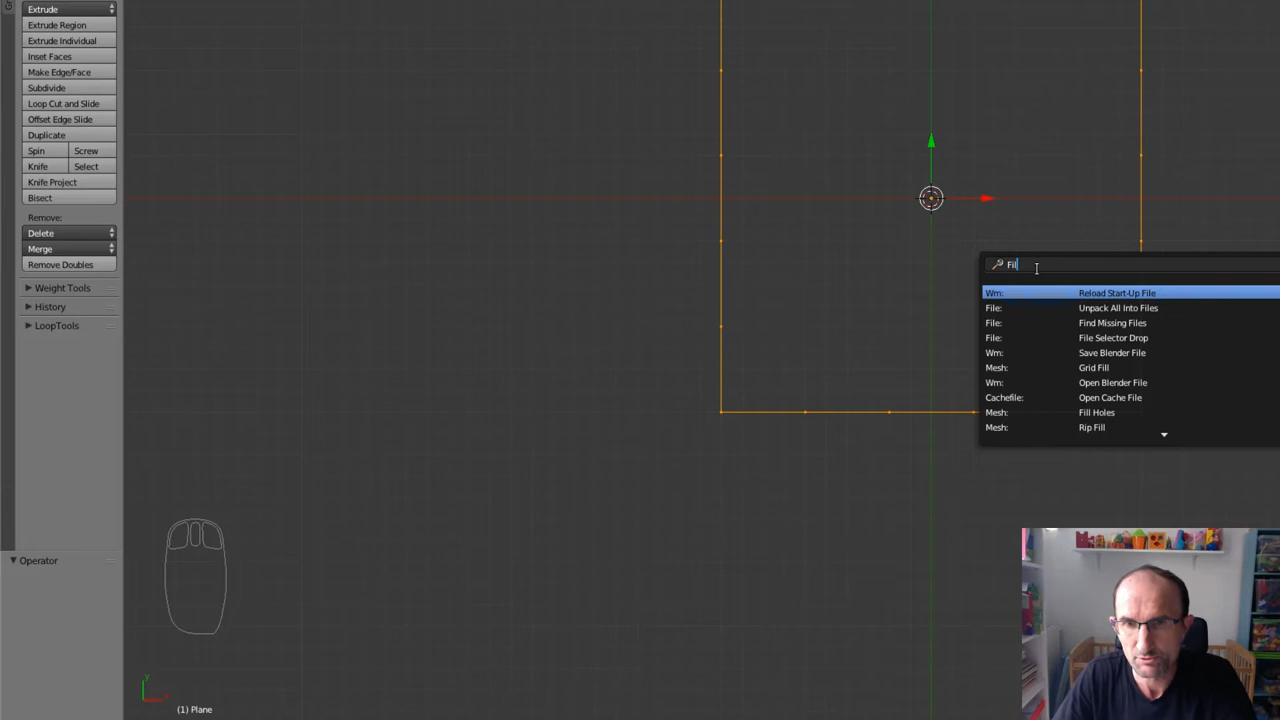 Extrude
Extrude Region
Extrude Individual
Inset Faces
Make Edge/Face
Subdivide
Loop Cut and Slide
Offset Edge Slide
Duplicate
Spin Screw
Knife Select
Knife Project
Bisect
Remove:
Delete
Merge
Remove Doubles
Weight Tools
History
LoopTools
Operator
Fil
Wm: Reload Start-Up File
File: Unpack All Into Files
File: Find Missing Files
File: File Selector Drop
Wm: Save Blender File
Mesh: Grid Fill
Wm: Open Blender File
Cachefile: Open Cache File
Mesh: Fill Holes
Mesh: Rip Fill
Y
(1) Plane